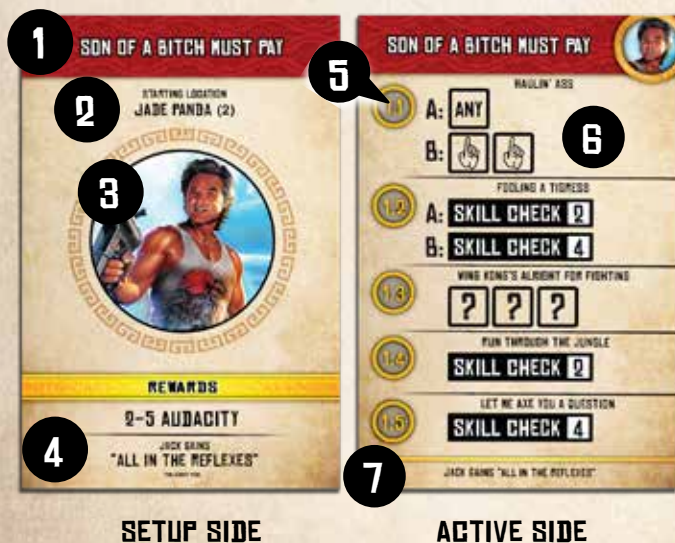 1
SON OF A BITCH MUST PAY
2
STARTING LOCATION
JADE PANDA (2)
3
REWARDS
2-5 AUDACITY
4
JACK GAINS
"ALL IN THE REFLEXES"
SETUP SIDE
SON OF A BITCH MUST PAY
5
HAULIN' ASS
1.1
A: ANY
B:
6
FOOLING A TIGRESS
1.2
A: SKILL CHECK 2
B: SKILL CHECK 4
WING KONG'S ALRIGHT FOR FIGHTING
1.3
? ? ?
RUN THROUGH THE JUNGLE
1.4
SKILL CHECK 2
LET ME AXE YOU A QUESTION
1.5
SKILL CHECK 4
7
JACK GAINS "ALL IN THE REFLEXES"
ACTIVE SIDE